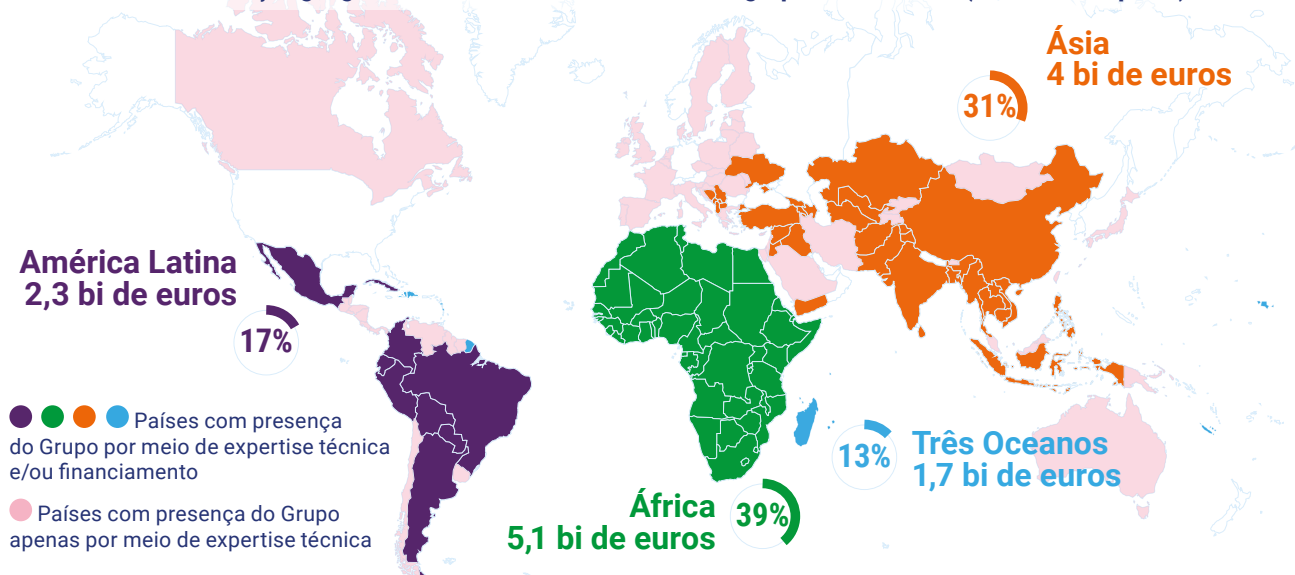 Ásia
4 bi de euros
31%
América Latina
2,3 bi de euros
17%
Países com presença
do Grupo por meio de expertise técnica
e/ou financiamento
Países com presença do Grupo
apenas por meio de expertise técnica
Três Oceanos
1,7 bi de euros
13%
África
5,1 bi de euros
39%